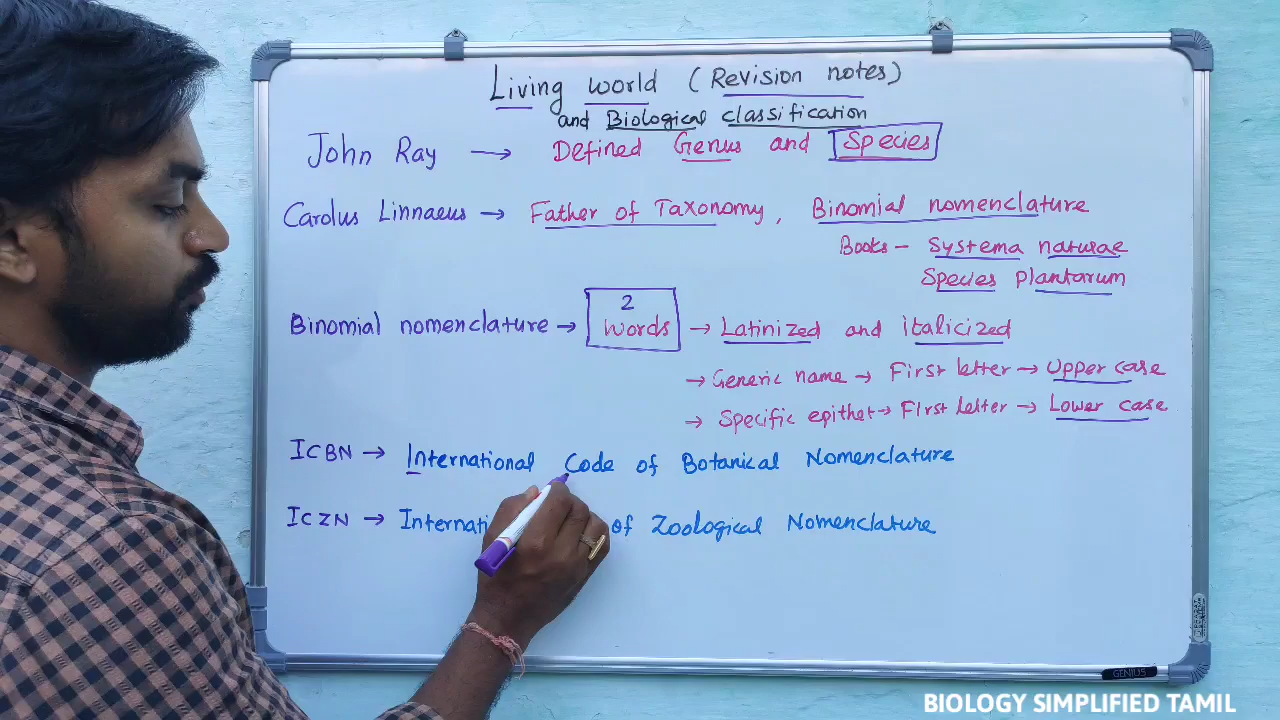 Living world (Revision notes)
and Biological classification
John Ray → Defined Genus and Species
Carolus Linnaeus → Father of Taxonomy, Binomial nomenclature
Books - Systema naturae
Species Plantarum
Binomial nomenclature → 2 words → Latinized and italicized
→ Generic name → First letter → Upper case
→ Specific epithet → First letter → Lower case
ICBN → International Code of Botanical Nomenclature
ICZN → Internati of Zoological Nomenclature
GENIUS
BIOLOGY SIMPLIFIED TAMIL